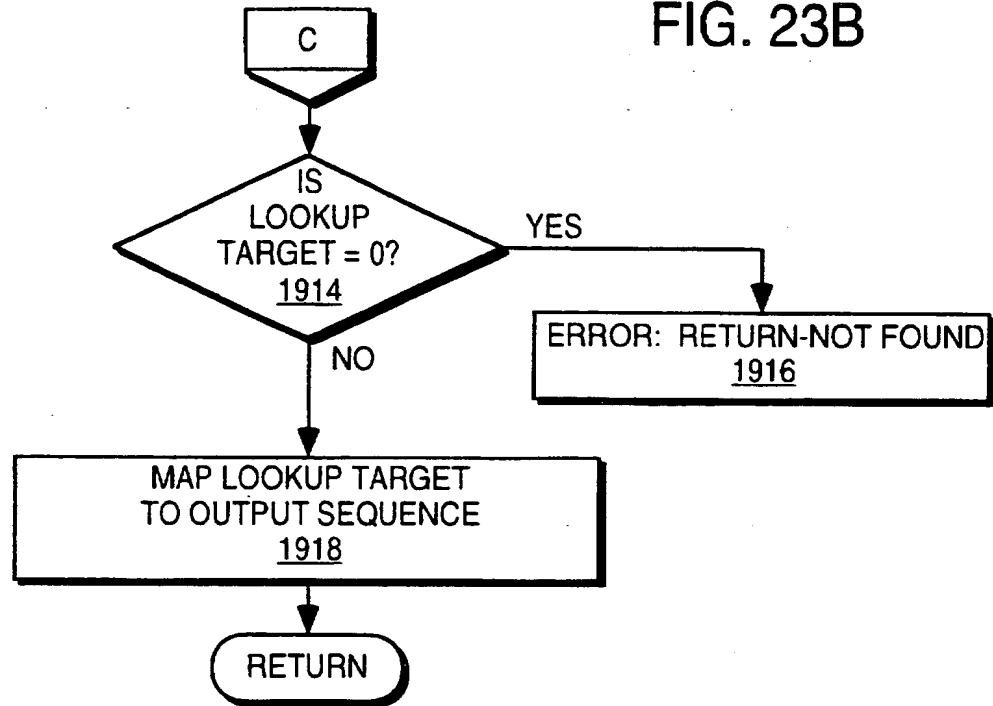 FIG. 23B
C
IS
LOOKUP
TARGET = 0?
1914
YES
ERROR: RETURN-NOT FOUND
1916
NO
MAP LOOKUP TARGET
TO OUTPUT SEQUENCE
1918
RETURN